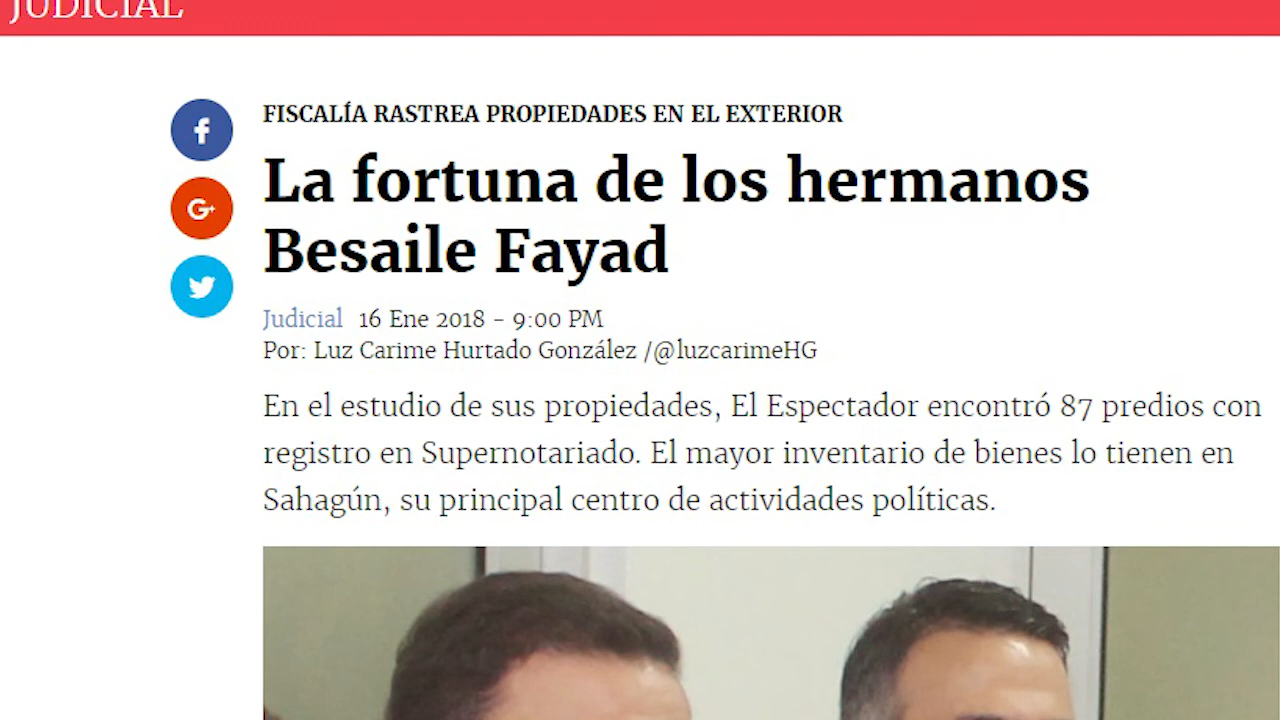 JUDICIAL
FISCALÍA RASTREA PROPIEDADES EN EL EXTERIOR
La fortuna de los hermanos
Besaile Fayad
Judicial 16 Ene 2018 - 9:00 PM
Por: Luz Carime Hurtado González /@luzcarimeHG
En el estudio de sus propiedades, El Espectador encontró 87 predios con
registro en Supernotariado. El mayor inventario de bienes lo tienen en
Sahagún, su principal centro de actividades políticas.